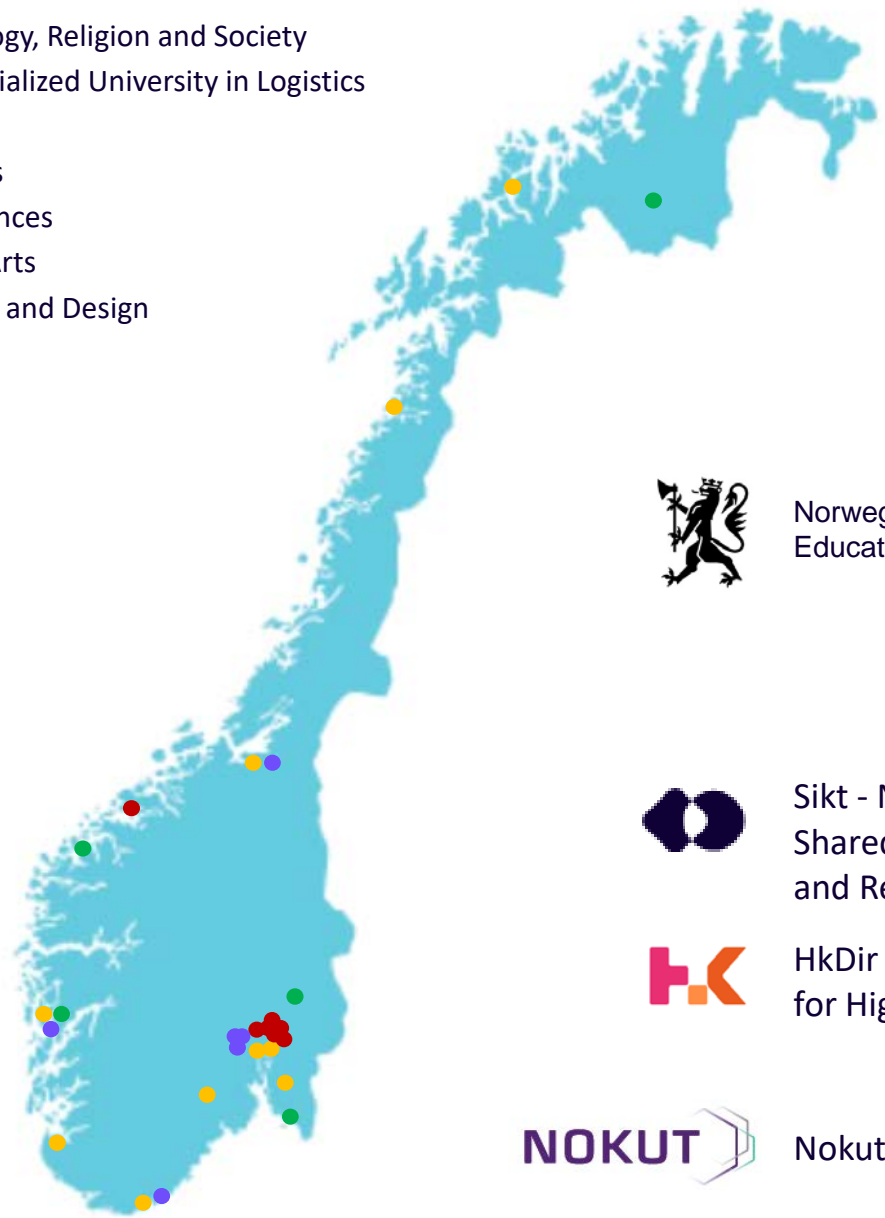 ogy, Religion and Society
ialized University in Logistics
s
nces
Arts
and Design
Norweg
Educat
Sikt - N
Shared
and Re
HkDir
for Hig
NOKUT
Nokut